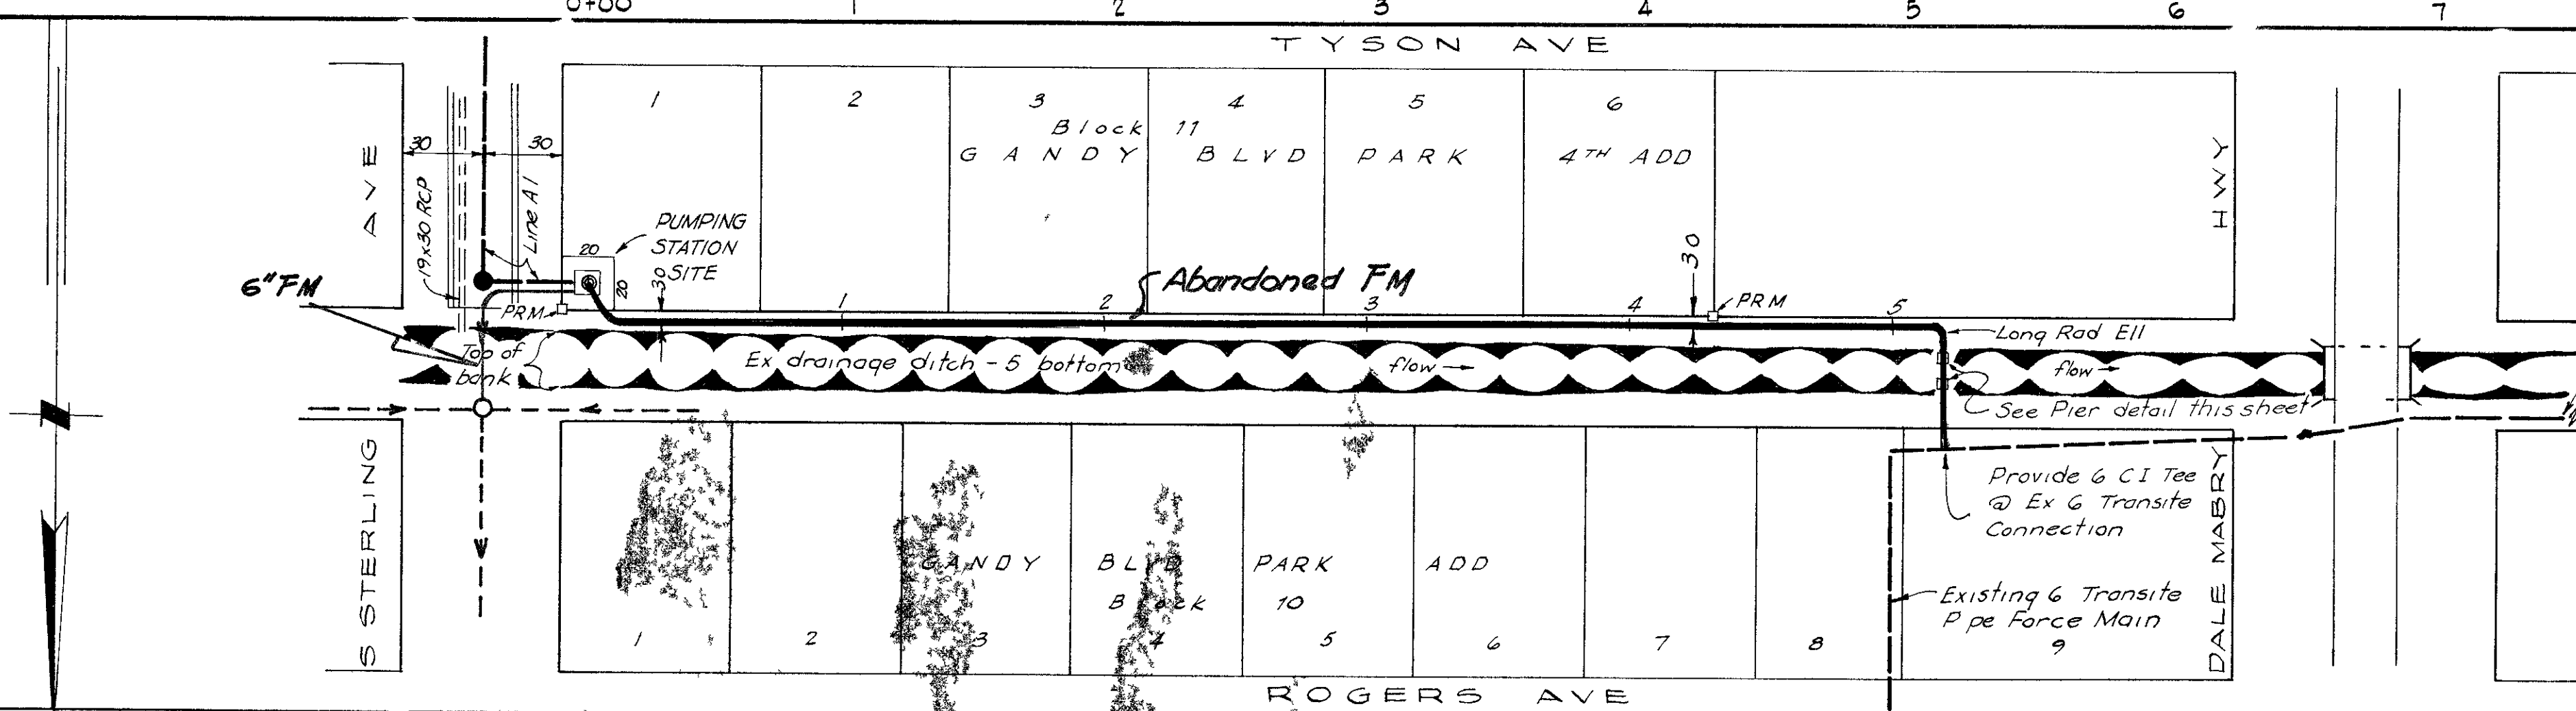 0+00 1 2 3 4 5 6 7
TYSON AVE
1 2 3 4 5 6
Block 11
GANDY BLVD PARK 4TH ADD
30 30
AVE
19x30 RCP
Line A1
HWY
PUMPING
STATION
SITE
20
20
30
30
6"FM
Abandoned FM
PRM
1 2 3 4 5
PRM
Long Rad Ell
Top of
bank
Ex drainage ditch - 5 bottom
flow
flow
See Pier detail this sheet
S STERLING
Provide 6 CI Tee
@ Ex 6 Transite
Connection
GANDY BLVD PARK ADD
Block 10
Existing 6 Transite
P pe Force Main
1 2 3 4 5 6 7 8 9
DALE MABRY
ROGERS AVE